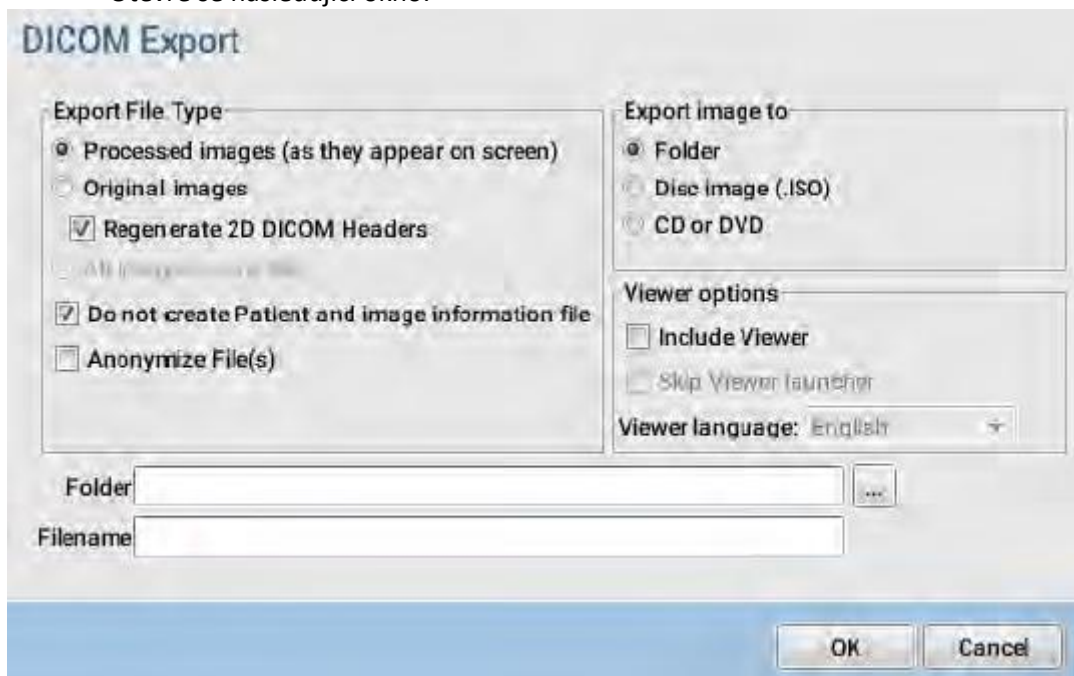 DICOM Export
Export File Type
Processed images (as they appear on screen)
Original images
Regenerate 2D DICOM Headers
Do not create Patient and image information file
Anonymize File(s)
Export image to
Folder
Disc image (.ISO)
CD or DVD
Viewer options
Include Viewer
Skip Viewer launcher
Viewer language: English
Folder
...
Filename
OK
Cancel